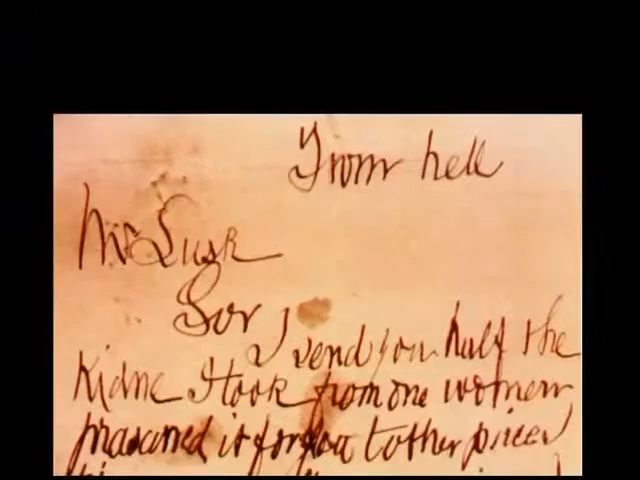 From hell
Mr Lusk
Sor
I send you half the
Kidne I took from one women
prasarved it for you tother piece